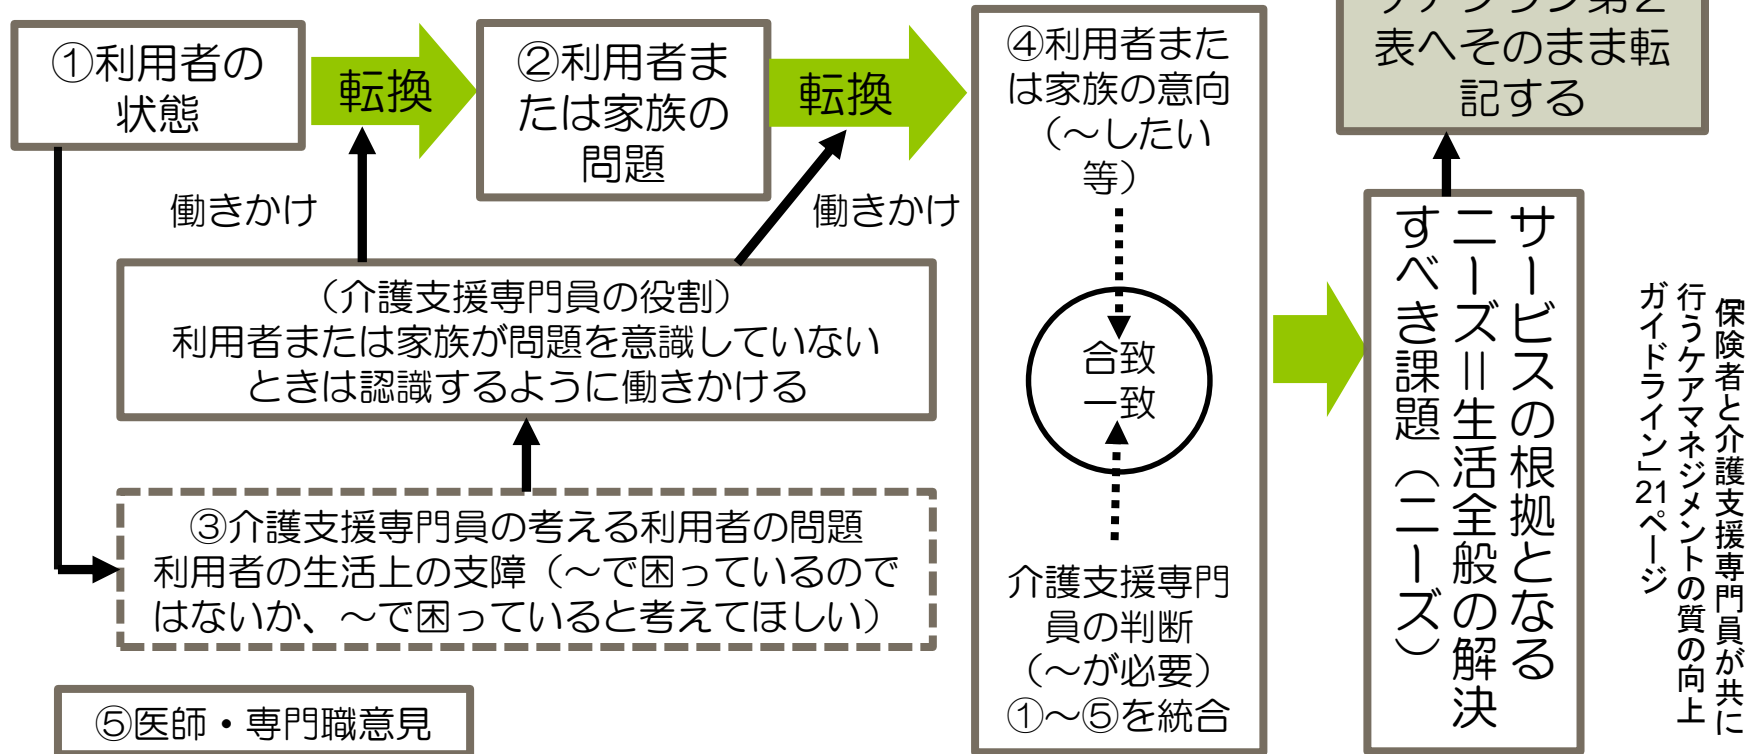 ①利用者の
状態
転換
②利用者ま
たは家族の
問題
転換
④利用者また
は家族の意向
（～したい
等）
合致
一致
介護支援専門
員の判断
（～が必要）
①～⑤を統合
働きかけ
働きかけ
（介護支援専門員の役割）
利用者または家族が問題を意識していない
ときは認識するように働きかける
③介護支援専門員の考える利用者の問題
利用者の生活上の支障（～で困っているので
はないか、～で困っていると考えてほしい）
⑤医師・専門職意見
表へそのまま転
記する
サービスの根拠となる
ニーズ＝生活全般の解決
すべき課題（ニーズ）
「保険者と介護支援専門員が共に
行うケアマネジメントの質の向上
ガイドライン」21ページ